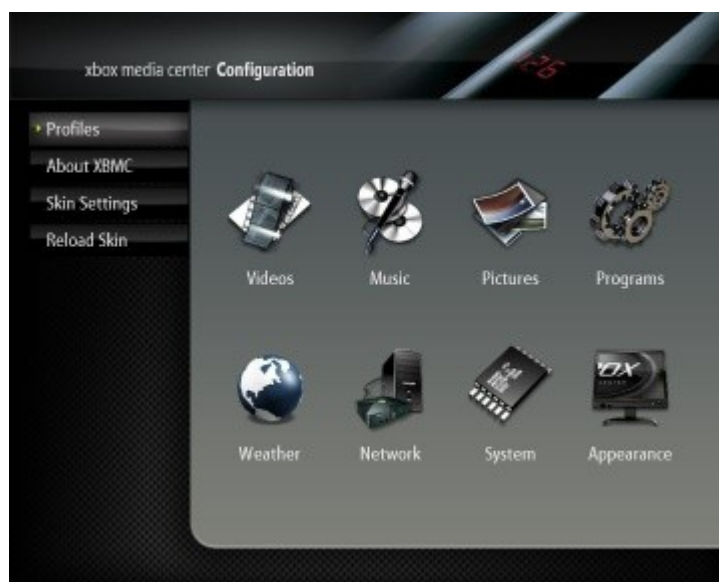 xbox media center Configuration
Profiles
About XBMC
Skin Settings
Reload Skin
Videos Music Pictures Programs
Weather Network System Appearance